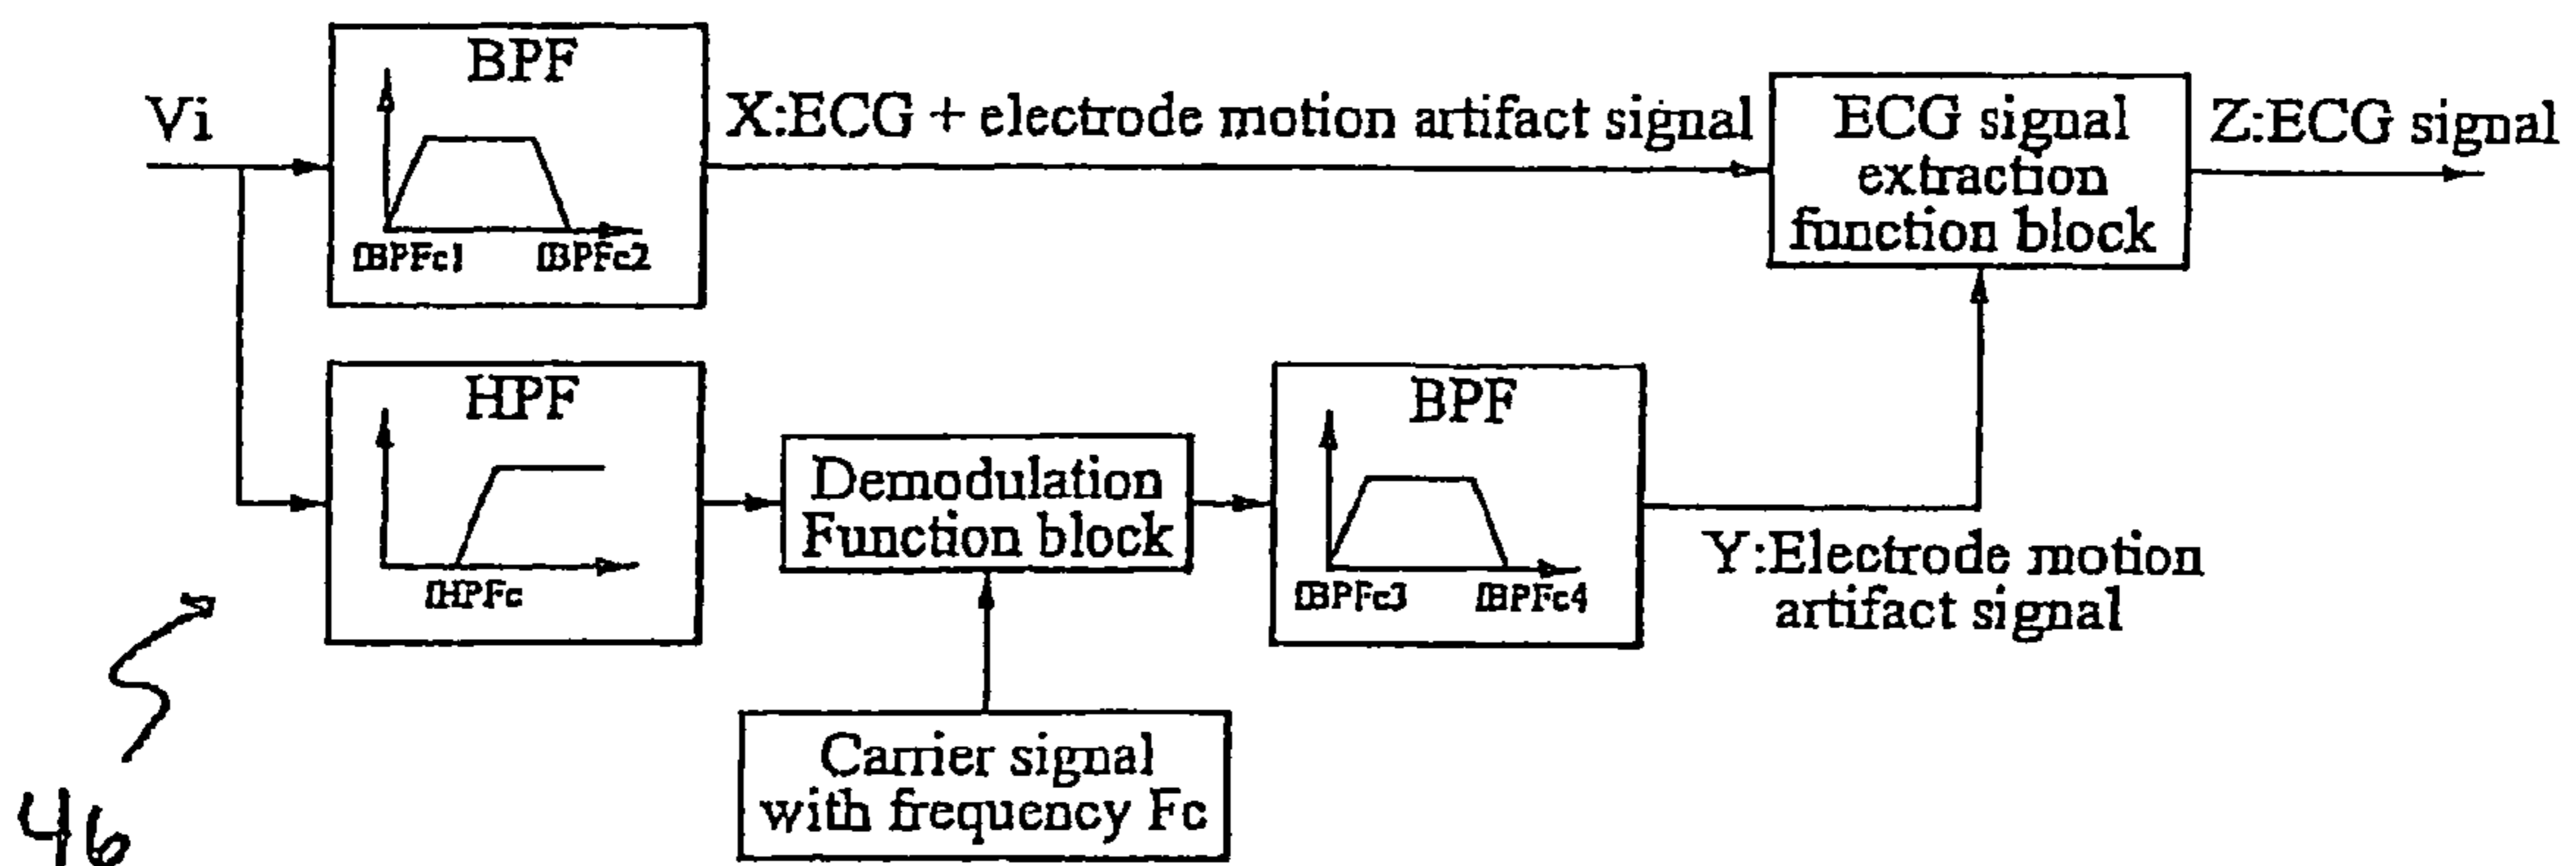 BPF
Vi
fBPFc1
fBPFc2
X:ECG + electrode motion artifact signal
ECG signal
extraction
function block
Z:ECG signal
HPF
fHPFc
Demodulation
Function block
BPF
fBPFc3
fBPFc4
Y:Electrode motion
artifact signal
Carrier signal
with frequency Fc
46